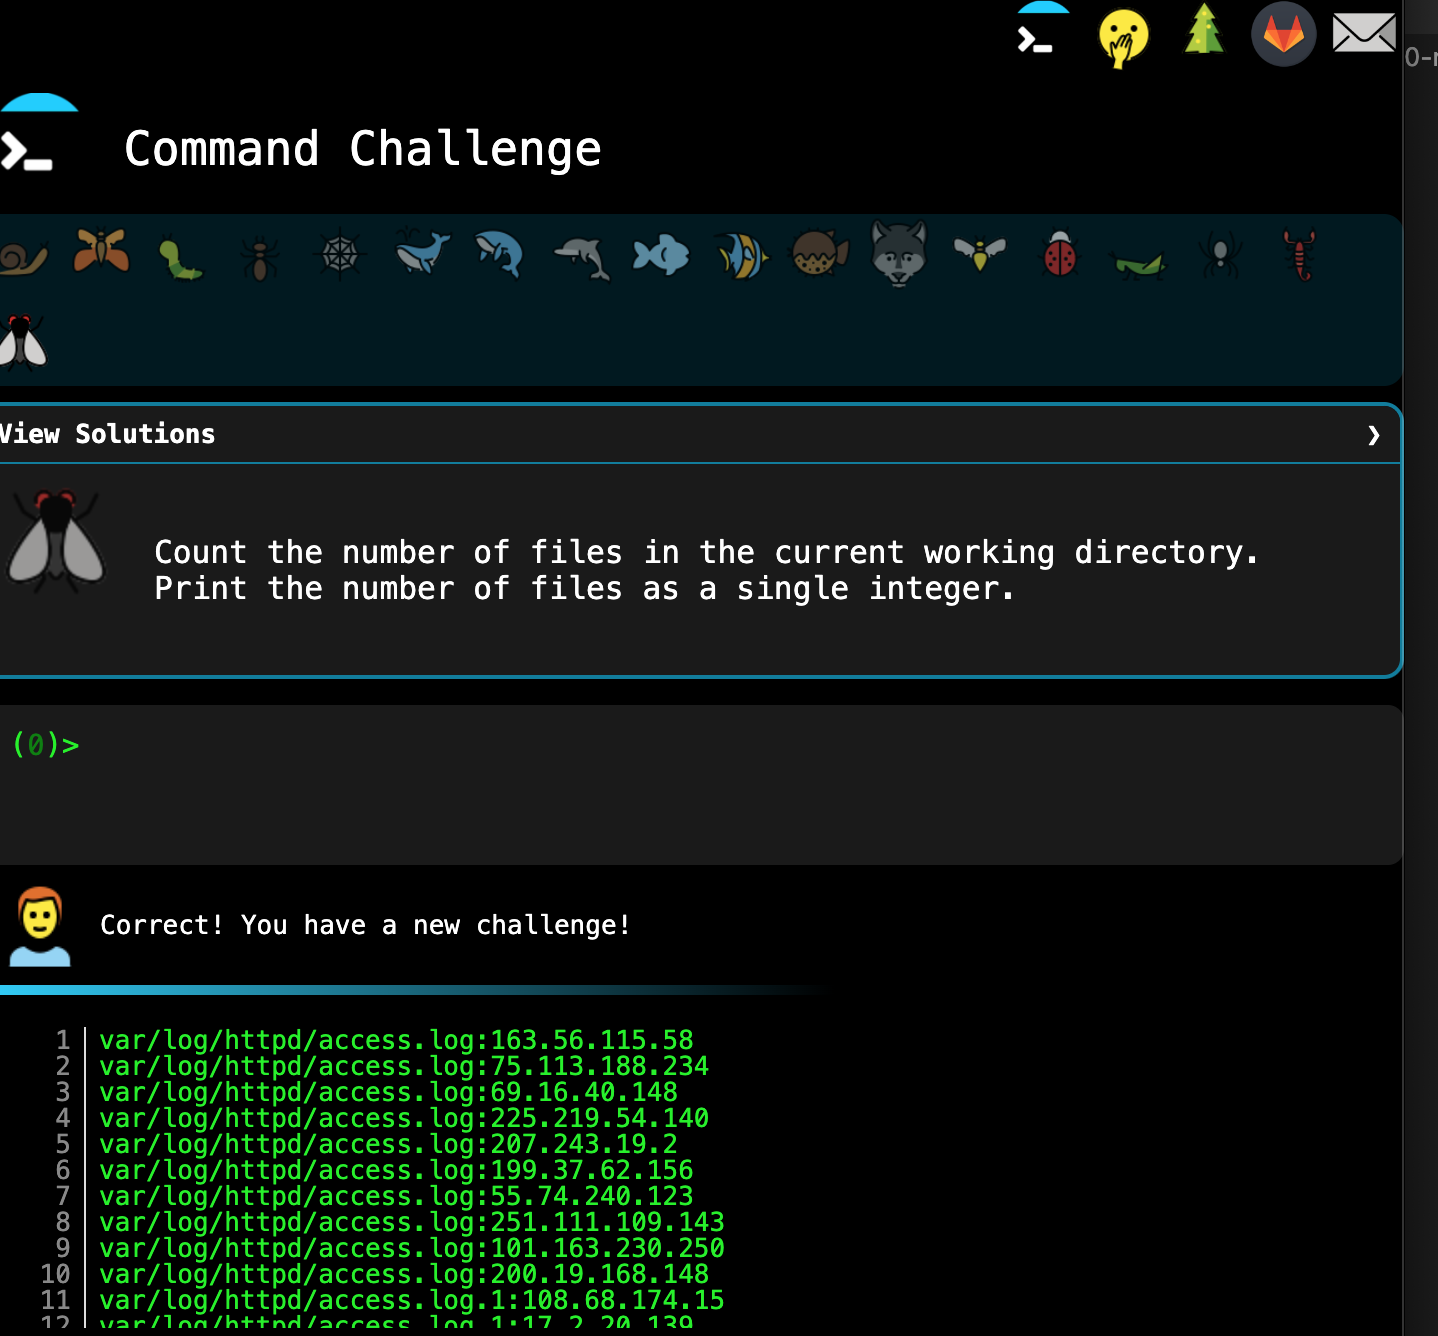 0-r
Command Challenge
View Solutions
Count the number of files in the current working directory.
Print the number of files as a single integer.
(0)>
Correct! You have a new challenge!
1 var/log/httpd/access.log:163.56.115.58
2 var/log/httpd/access.log:75.113.188.234
3 var/log/httpd/access.log:69.16.40.148
4 var/log/httpd/access.log:225.219.54.140
5 var/log/httpd/access.log:207.243.19.2
6 var/log/httpd/access.log:199.37.62.156
7 var/log/httpd/access.log:55.74.240.123
8 var/log/httpd/access.log:251.111.109.143
9 var/log/httpd/access.log:101.163.230.250
10 var/log/httpd/access.log:200.19.168.148
11 var/log/httpd/access.log.1:108.68.174.15
12 var/log/httpd/access.log.1:17.2.20.139